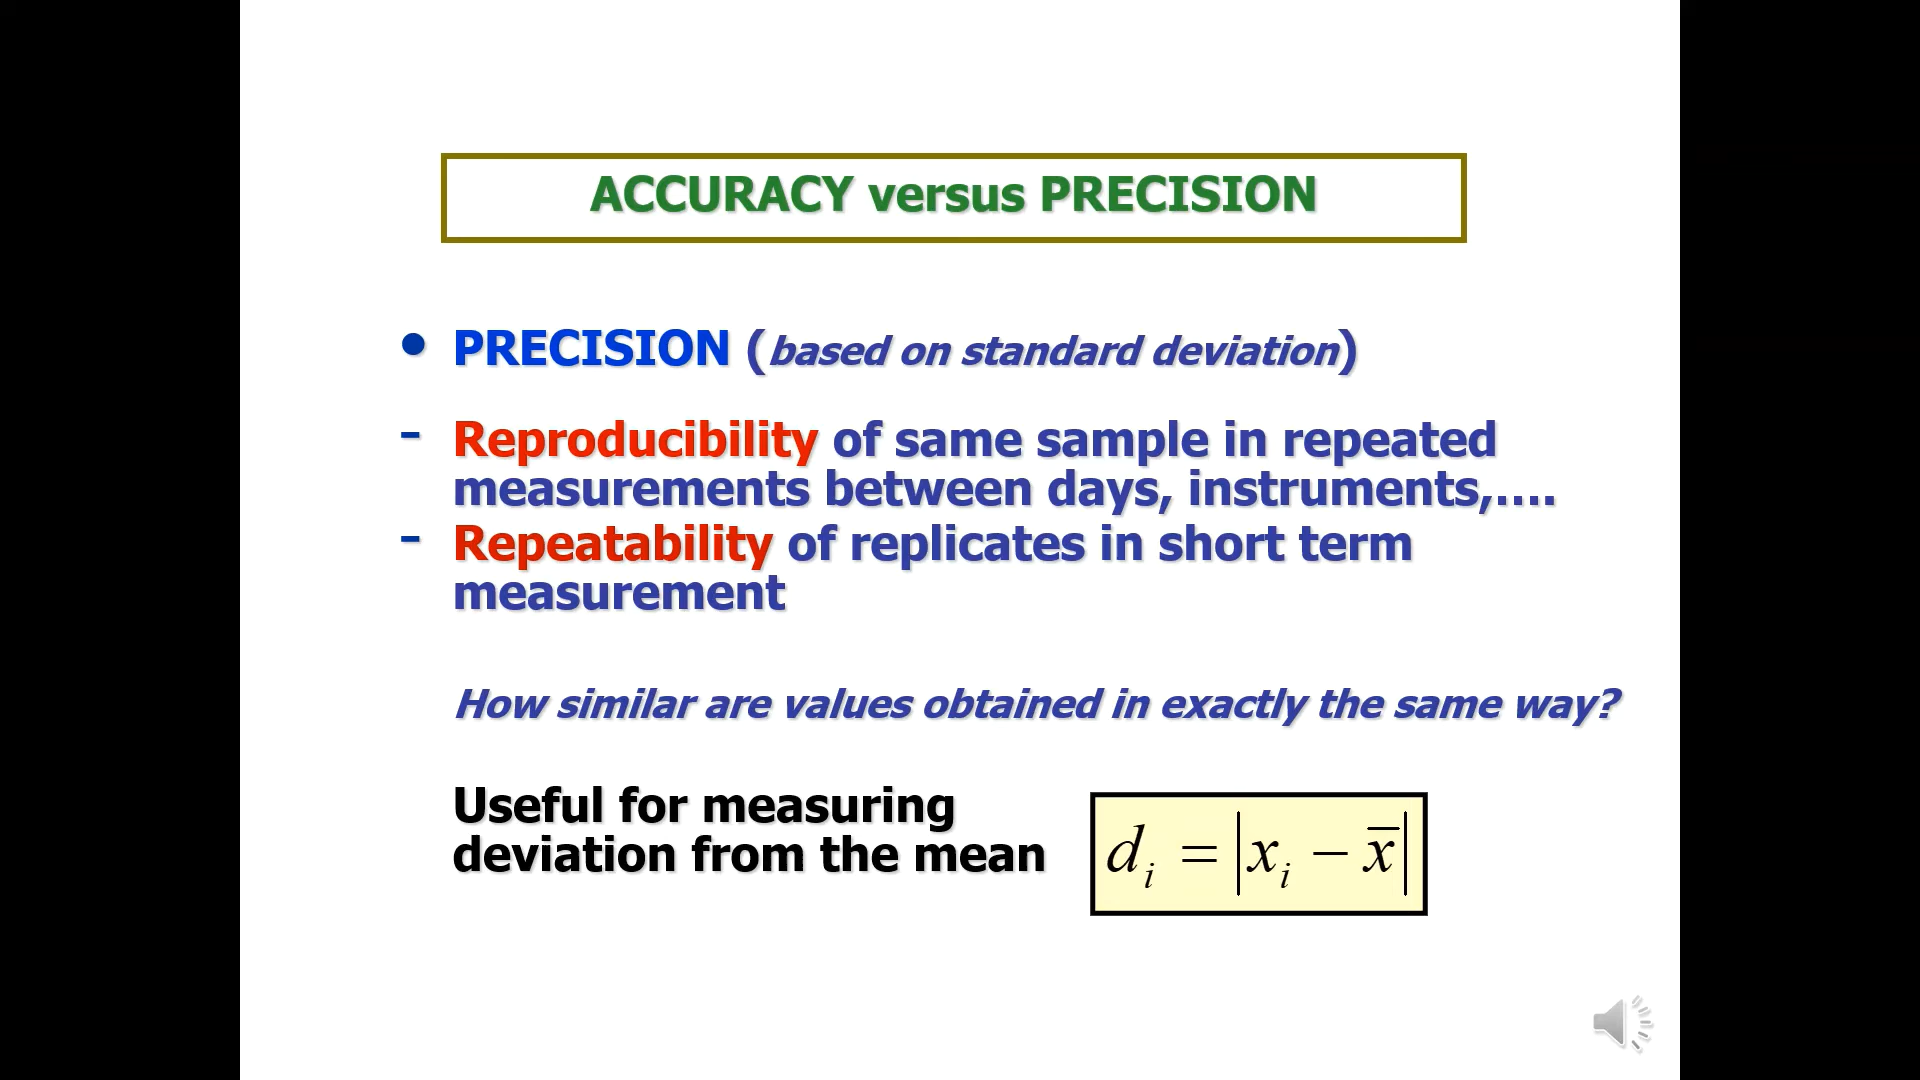 ACCURACY versus PRECISION
• PRECISION (based on standard deviation)
- Reproducibility of same sample in repeated
measurements between days, instruments,….
- Repeatability of replicates in short term
measurement
How similar are values obtained in exactly the same way?
Useful for measuring
deviation from the mean
dᵢ = |xᵢ − x̅|